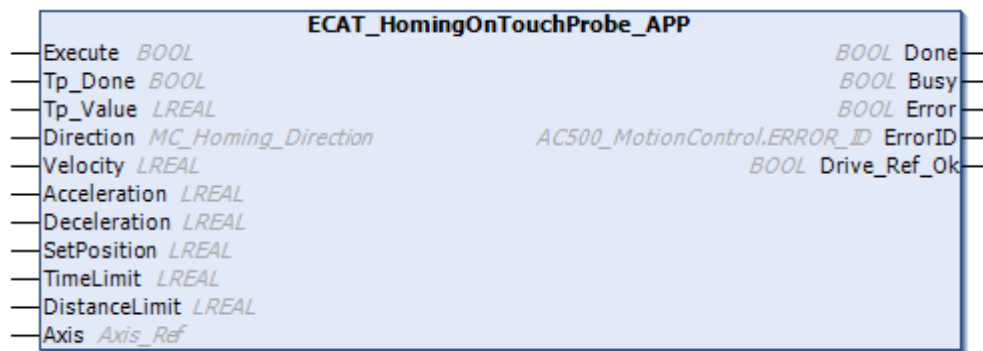 ECAT_HomingOnTouchProbe_APP
Execute BOOL BOOL Done
Tp_Done BOOL BOOL Busy
Tp_Value LREAL BOOL Error
Direction MC_Homing_Direction AC500_MotionControl.ERROR_ID ErrorID
Velocity LREAL BOOL Drive_Ref_Ok
Acceleration LREAL
Deceleration LREAL
SetPosition LREAL
TimeLimit LREAL
DistanceLimit LREAL
Axis Axis_Ref